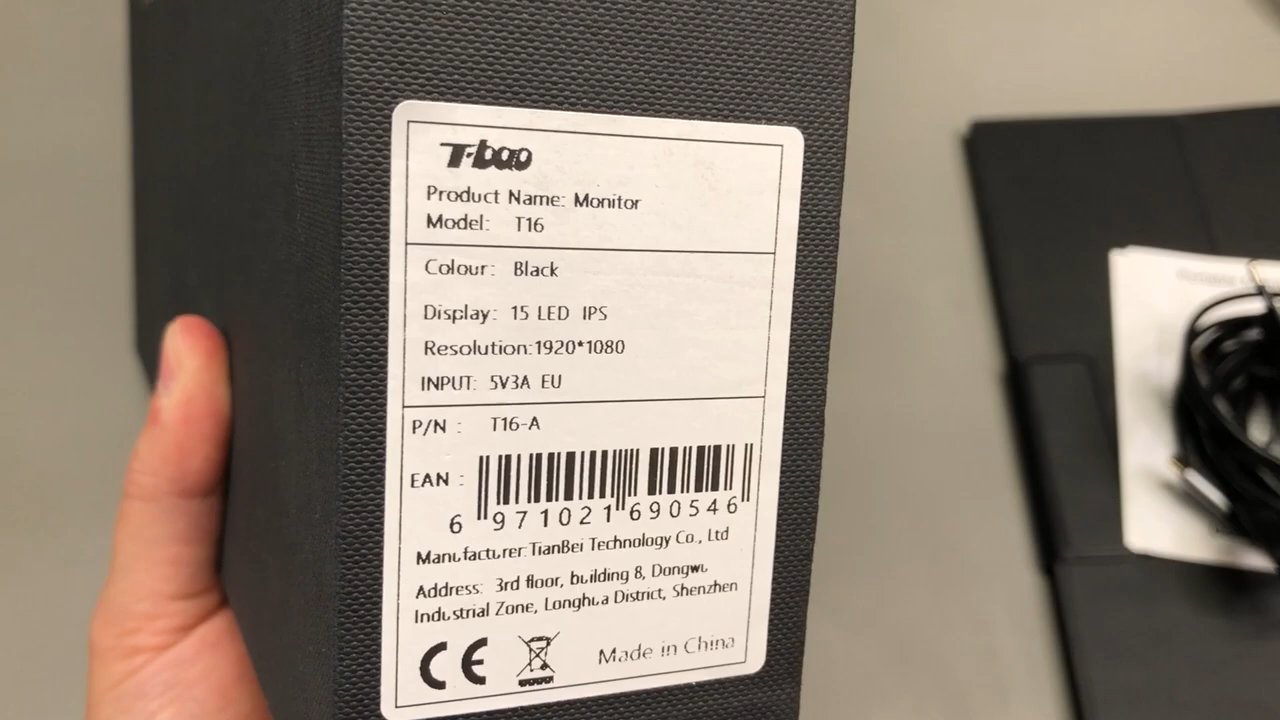 T-bao
Product Name: Monitor
Model: T16
Colour: Black
Display: 15 LED IPS
Resolution:1920*1080
INPUT: 5V3A EU
P/N : T16-A
EAN :
6 971021 690546
Manufacturer:TianBei Technology Co., Ltd
Address: 3rd floor, building 8, Dongwu
Industrial Zone, Longhua District, Shenzhen
CE
Made in China